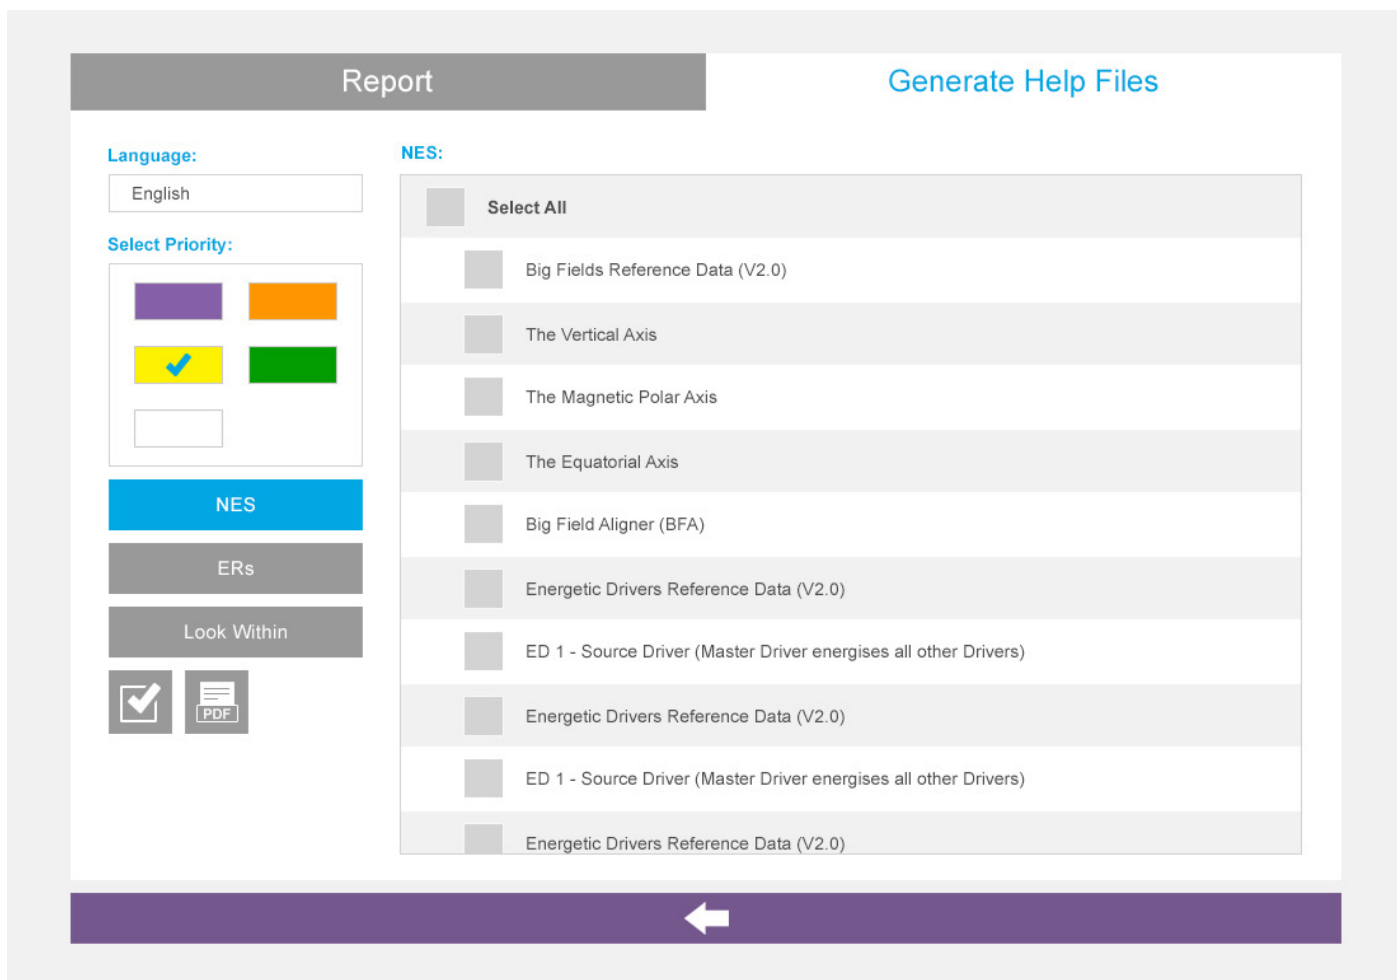 Report
Generate Help Files
Language:
English
Select Priority:
NES
ERs
Look Within
PDF
NES:
Select All
Big Fields Reference Data (V2.0)
The Vertical Axis
The Magnetic Polar Axis
The Equatorial Axis
Big Field Aligner (BFA)
Energetic Drivers Reference Data (V2.0)
ED 1 - Source Driver (Master Driver energises all other Drivers)
Energetic Drivers Reference Data (V2.0)
ED 1 - Source Driver (Master Driver energises all other Drivers)
Energetic Drivers Reference Data (V2.0)